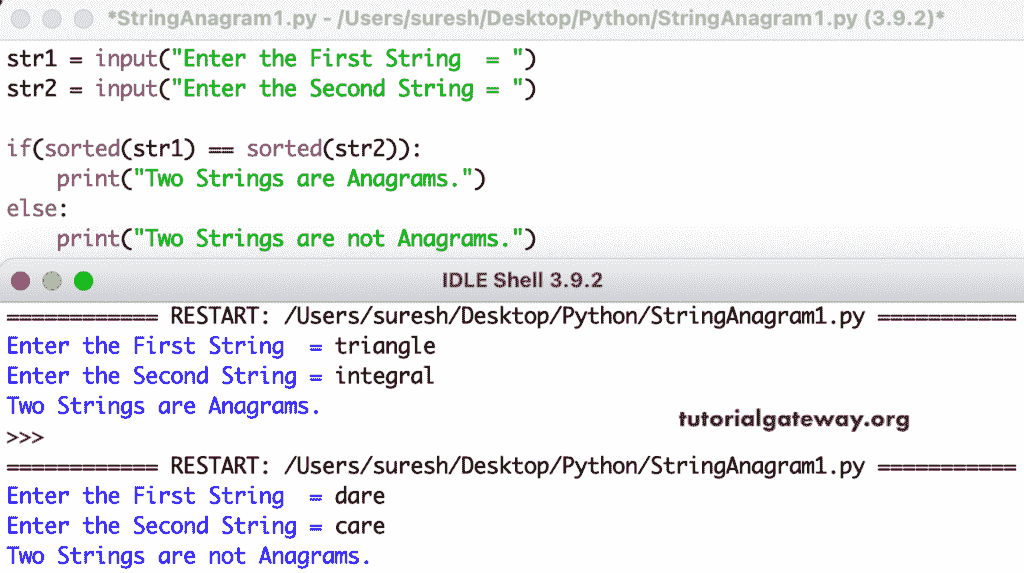 *StringAnagram1.py - /Users/suresh/Desktop/Python/StringAnagram1.py (3.9.2)*
str1 = input("Enter the First String  = ")
str2 = input("Enter the Second String = ")
if(sorted(str1) == sorted(str2)):
    print("Two Strings are Anagrams.")
else:
    print("Two Strings are not Anagrams.")
IDLE Shell 3.9.2
============ RESTART: /Users/suresh/Desktop/Python/StringAnagram1.py ===========
Enter the First String  = triangle
Enter the Second String = integral
Two Strings are Anagrams.
tutorialgateway.org
>>>
============ RESTART: /Users/suresh/Desktop/Python/StringAnagram1.py ===========
Enter the First String  = dare
Enter the Second String = care
Two Strings are not Anagrams.